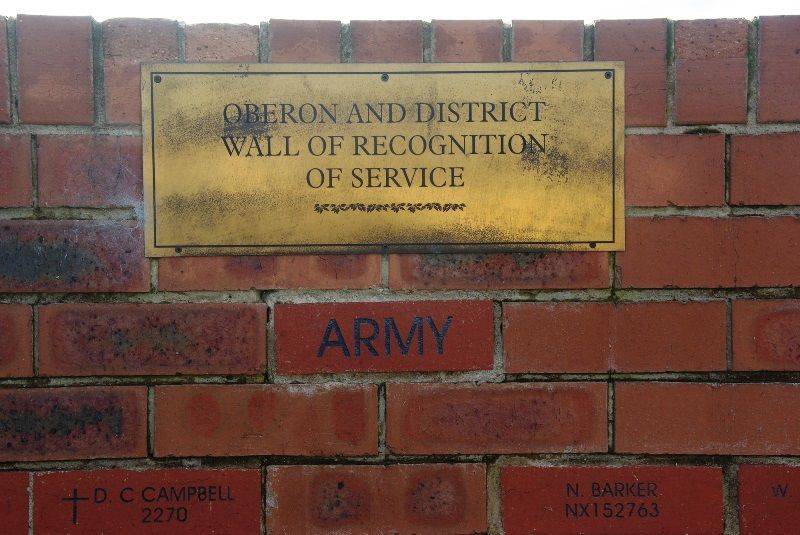 OBERON AND DISTRICT
WALL OF RECOGNITION
OF SERVICE
ARMY
D. C CAMPBELL
2270
N. BARKER
NX152763
W